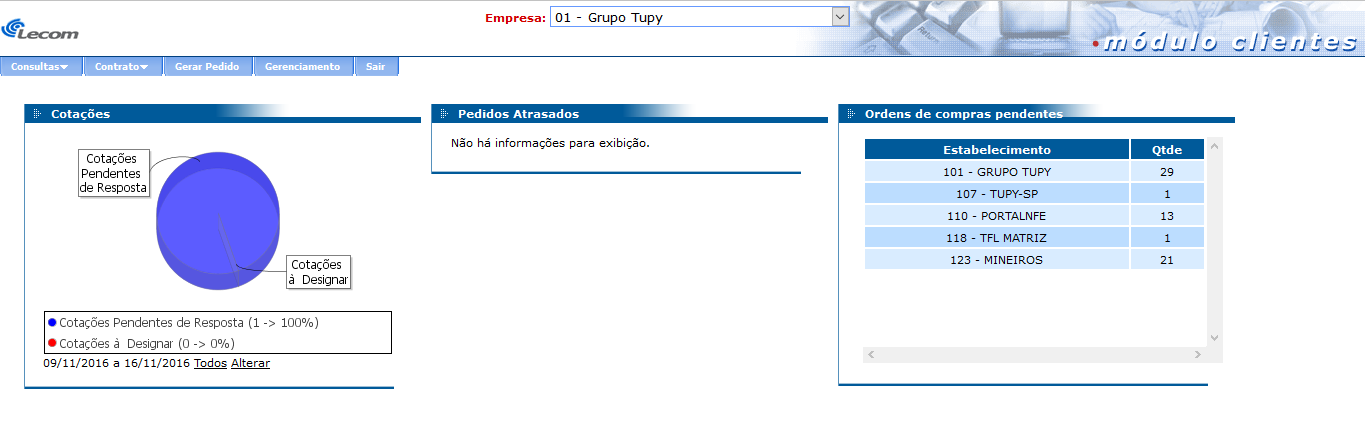 Lecom
Empresa: 01 - Grupo Tupy
Return
módulo clientes
Consultas Contrato Gerar Pedido Gerenciamento Sair
Cotações
Cotações
Pendentes
de Resposta
Cotações
à Designar
Cotações Pendentes de Resposta (1 -> 100%)
Cotações à Designar (0 -> 0%)
09/11/2016 a 16/11/2016 Todos Alterar
Pedidos Atrasados
Não há informações para exibição.
Ordens de compras pendentes
Estabelecimento Qtde
101 - GRUPO TUPY 29
107 - TUPY-SP 1
110 - PORTALNFE 13
118 - TFL MATRIZ 1
123 - MINEIROS 21